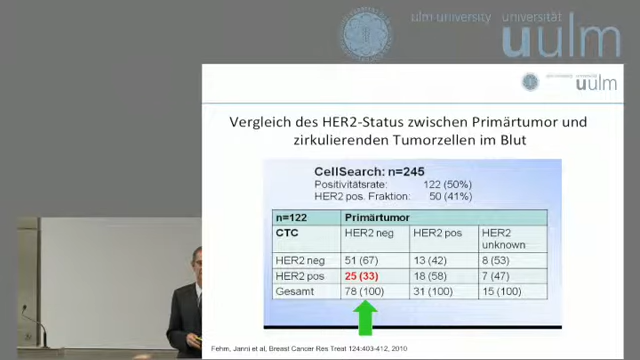 ulm university universität
uulm
uulm
Vergleich des HER2-Status zwischen Primärtumor und
zirkulierenden Tumorzellen im Blut
CellSearch: n=245
Positivitätsrate: 122 (50%)
HER2 pos. Fraktion: 50 (41%)
n=122 Primärtumor
CTC HER2 neg HER2 pos HER2 unknown
HER2 neg 51 (67) 13 (42) 8 (53)
HER2 pos 25 (33) 18 (58) 7 (47)
Gesamt 78 (100) 31 (100) 15 (100)
Fehm, Janni et al, Breast Cancer Res Treat 124:403-412, 2010